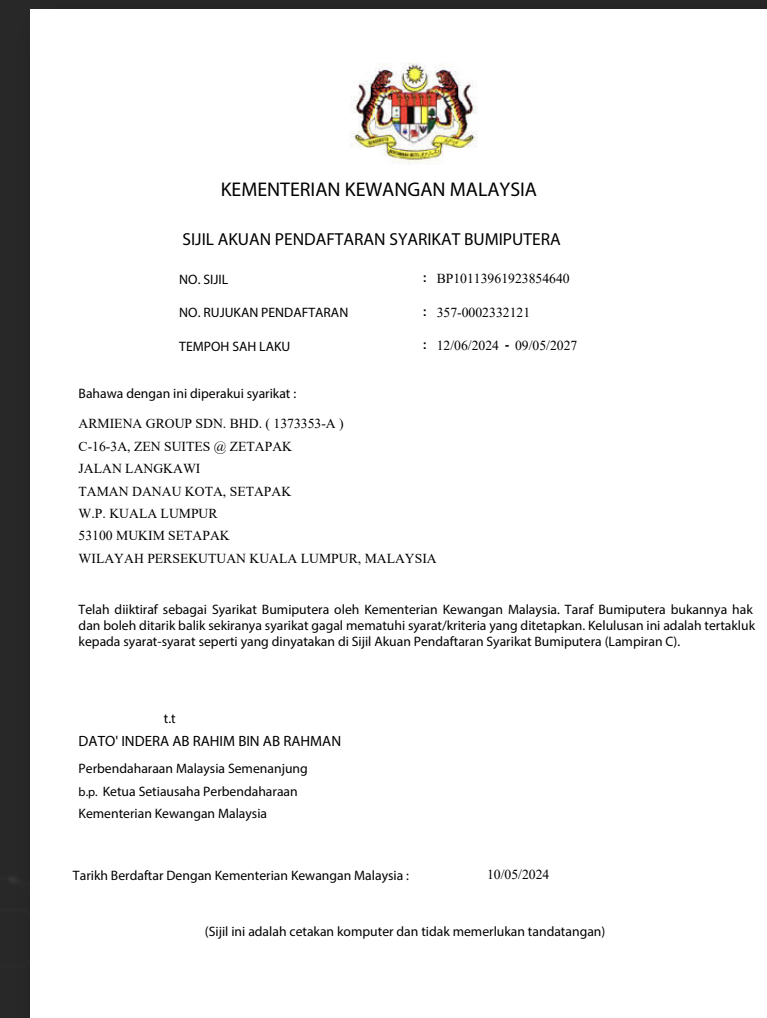 KEMENTERIAN KEWANGAN MALAYSIA
SIJIL AKUAN PENDAFTARAN SYARIKAT BUMIPUTERA
NO. SIJIL : BP10113961923854640
NO. RUJUKAN PENDAFTARAN : 357-0002332121
TEMPOH SAH LAKU : 12/06/2024 - 09/05/2027
Bahawa dengan ini diperakui syarikat :
ARMIENA GROUP SDN. BHD. ( 1373353-A )
C-16-3A, ZEN SUITES @ ZETAPAK
JALAN LANGKAWI
TAMAN DANAU KOTA, SETAPAK
W.P. KUALA LUMPUR
53100 MUKIM SETAPAK
WILAYAH PERSEKUTUAN KUALA LUMPUR, MALAYSIA
Telah diiktiraf sebagai Syarikat Bumiputera oleh Kementerian Kewangan Malaysia. Taraf Bumiputera bukannya hak
dan boleh ditarik balik sekiranya syarikat gagal mematuhi syarat/kriteria yang ditetapkan. Kelulusan ini adalah tertakluk
kepada syarat-syarat seperti yang dinyatakan di Sijil Akuan Pendaftaran Syarikat Bumiputera (Lampiran C).
t.t
DATO' INDERA AB RAHIM BIN AB RAHMAN
Perbendaharaan Malaysia Semenanjung
b.p. Ketua Setiausaha Perbendaharaan
Kementerian Kewangan Malaysia
Tarikh Berdaftar Dengan Kementerian Kewangan Malaysia : 10/05/2024
(Sijil ini adalah cetakan komputer dan tidak memerlukan tandatangan)